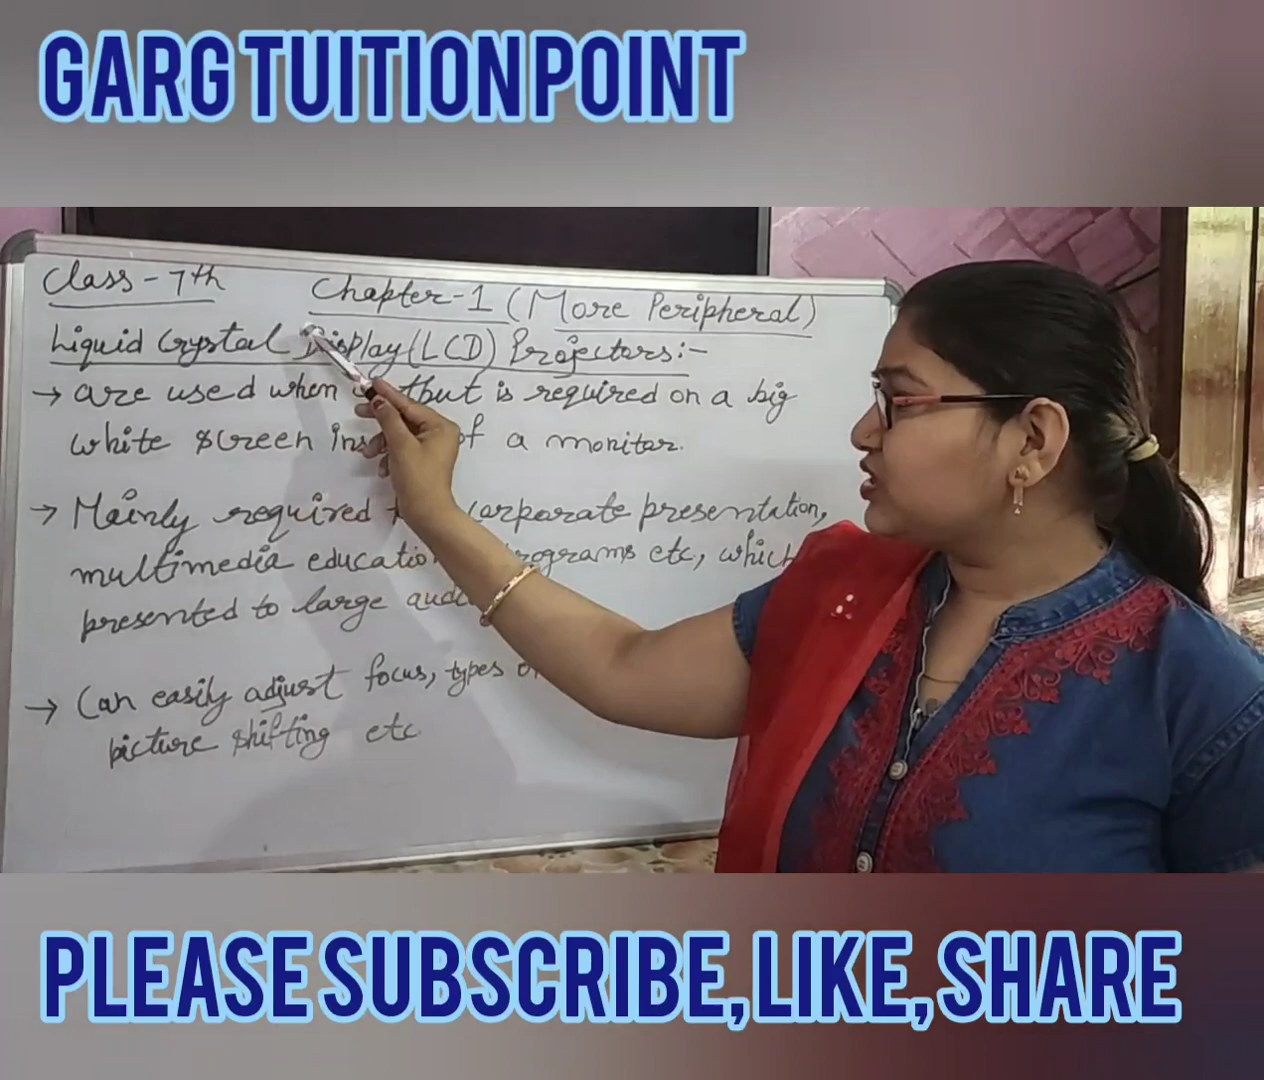 GARG TUITION POINT
Class-7th
Chapter-1 (More Peripheral)
Liquid Crystal Display (LCD) Projectors:-
→ are used when is required on a big
white screen of a monitor.
→ Mainly required corporate presentation,
multimedia programs etc, which
presented to large
→ Can easily adjust focus, types
picture shifting etc
PLEASE SUBSCRIBE, LIKE, SHARE